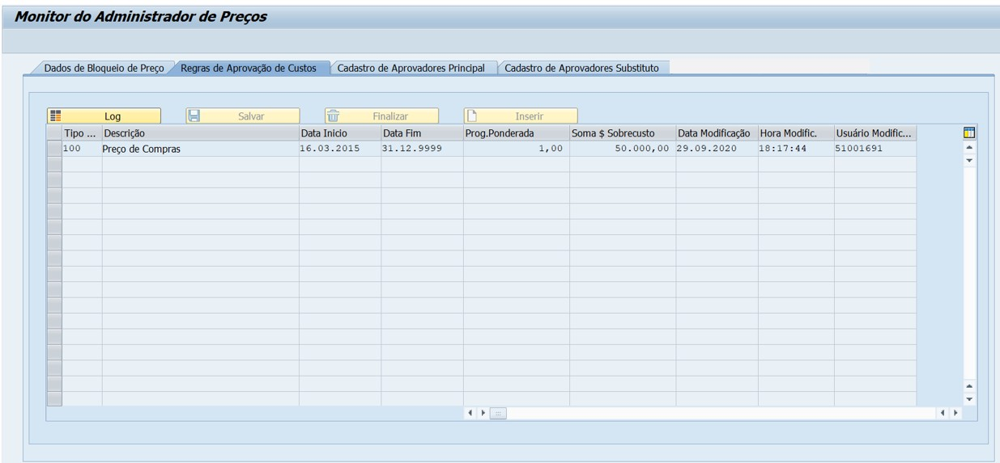 Monitor do Administrador de Preços
Dados de Bloqueio de Preço Regras de Aprovação de Custos Cadastro de Aprovadores Principal Cadastro de Aprovadores Substituto
Log Salvar Finalizar Inserir
Tipo ... Descrição Data Inicio Data Fim Prog.Ponderada Soma $ Sobrecusto Data Modificação Hora Modific. Usuário Modific...
100 Preço de Compras 16.03.2015 31.12.9999 1,00 50.000,00 29.09.2020 18:17:44 51001691